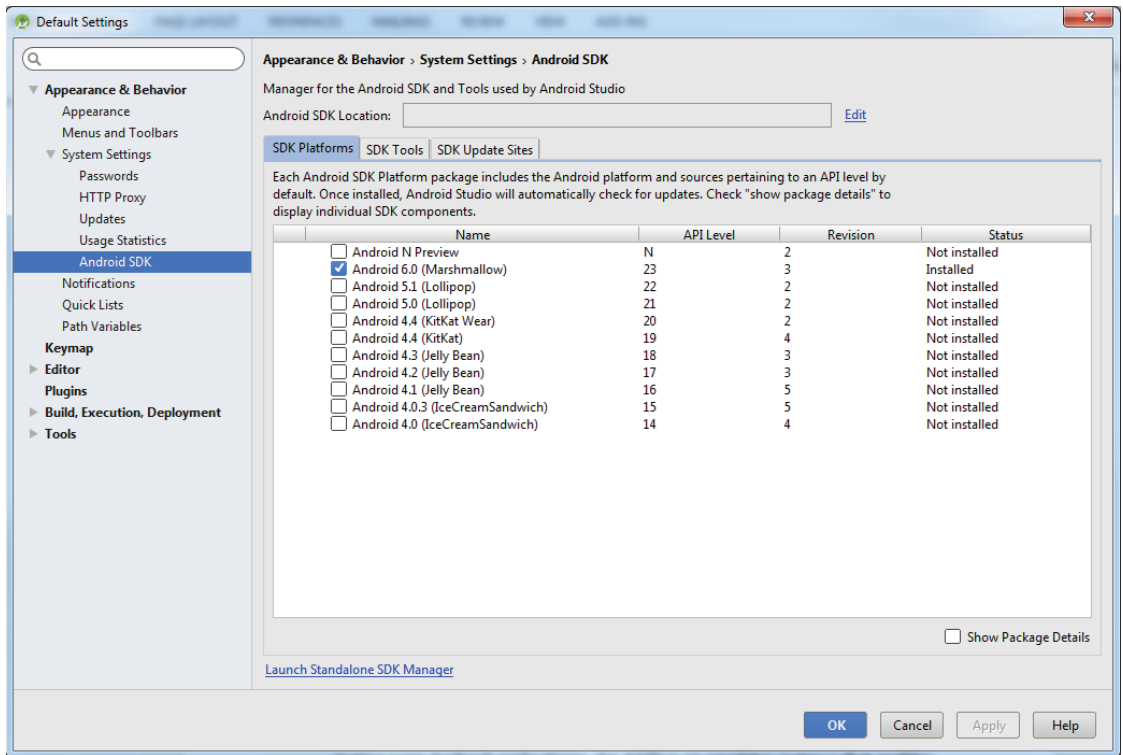 Default Settings
Appearance & Behavior
Appearance
Menus and Toolbars
System Settings
Passwords
HTTP Proxy
Updates
Usage Statistics
Android SDK
Notifications
Quick Lists
Path Variables
Keymap
Editor
Plugins
Build, Execution, Deployment
Tools
Appearance & Behavior › System Settings › Android SDK
Manager for the Android SDK and Tools used by Android Studio
Android SDK Location: Edit
SDK Platforms SDK Tools SDK Update Sites
Each Android SDK Platform package includes the Android platform and sources pertaining to an API level by
default. Once installed, Android Studio will automatically check for updates. Check "show package details" to
display individual SDK components.
Name API Level Revision Status
Android N Preview N 2 Not installed
Android 6.0 (Marshmallow) 23 3 Installed
Android 5.1 (Lollipop) 22 2 Not installed
Android 5.0 (Lollipop) 21 2 Not installed
Android 4.4 (KitKat Wear) 20 2 Not installed
Android 4.4 (KitKat) 19 4 Not installed
Android 4.3 (Jelly Bean) 18 3 Not installed
Android 4.2 (Jelly Bean) 17 3 Not installed
Android 4.1 (Jelly Bean) 16 5 Not installed
Android 4.0.3 (IceCreamSandwich) 15 5 Not installed
Android 4.0 (IceCreamSandwich) 14 4 Not installed
Show Package Details
Launch Standalone SDK Manager
OK Cancel Apply Help